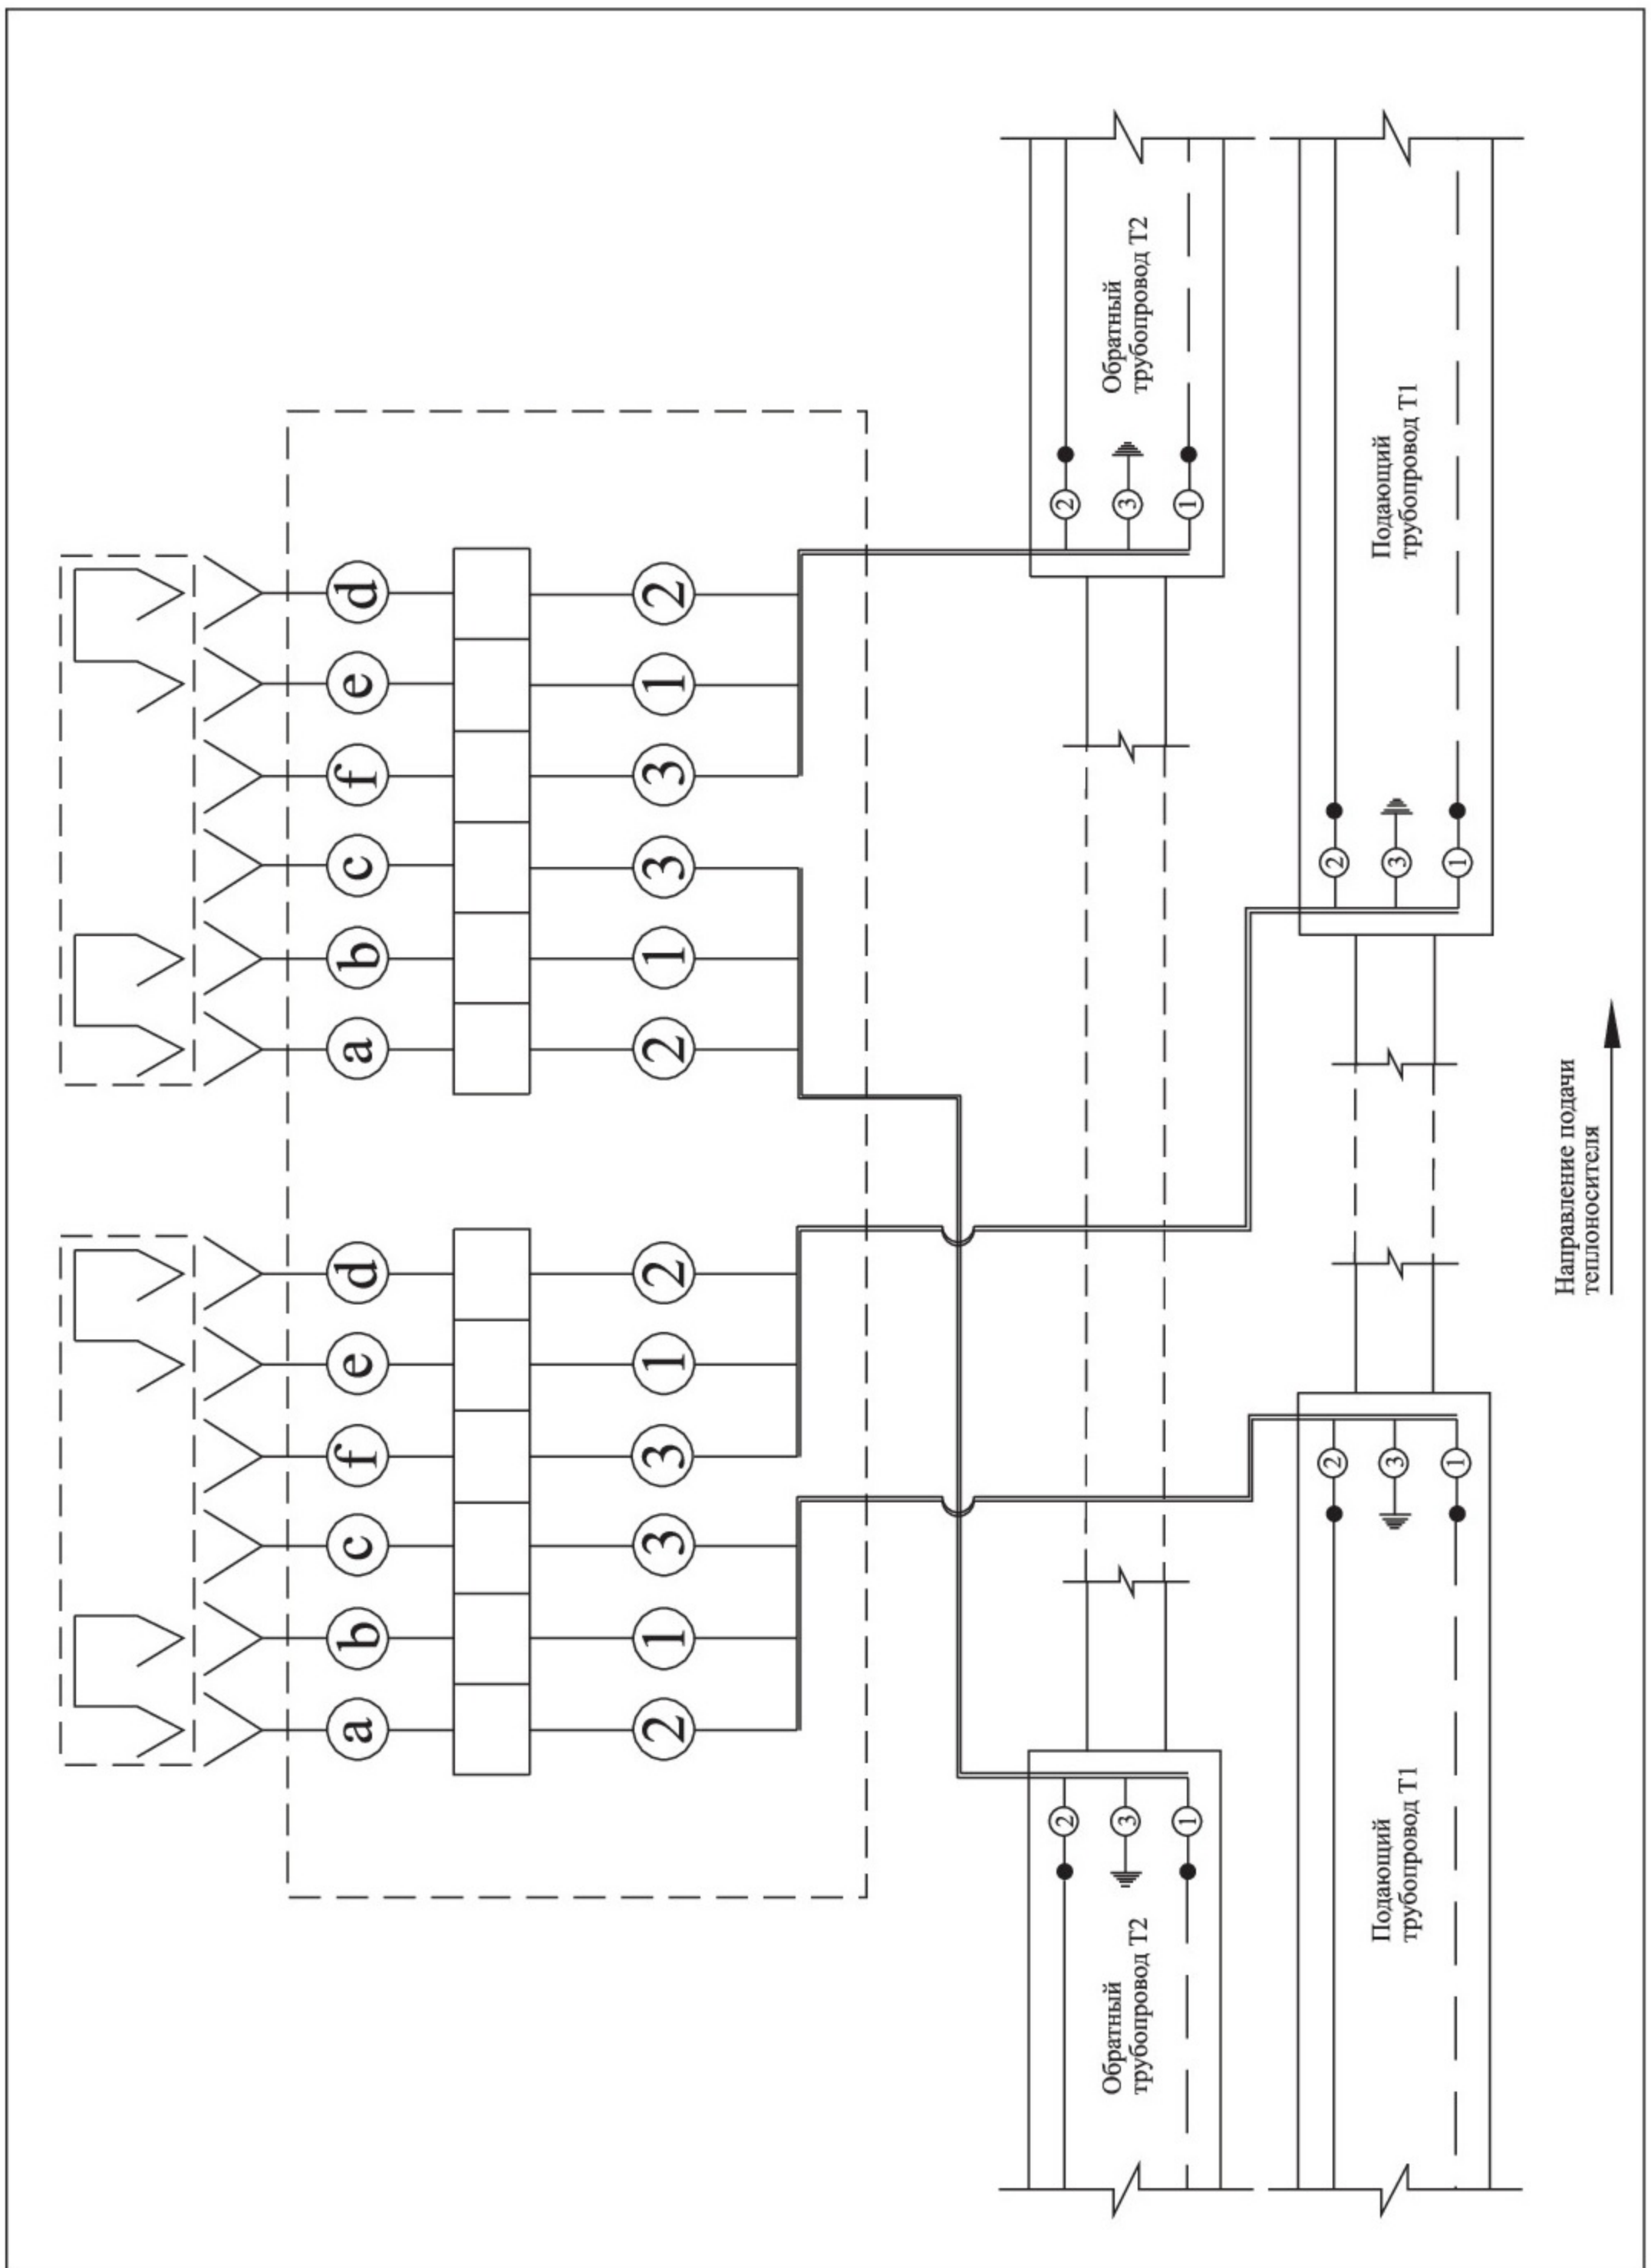 a b c f e d a b c f e d
2 1 3 3 1 2 2 1 3 3 1 2
Обратный
трубопровод Т2
2
3
1
2
3
1
Обратный
трубопровод Т2
Подающий
трубопровод Т1
2
3
1
2
3
1
Подающий
трубопровод Т1
Направление подачи
теплоносителя